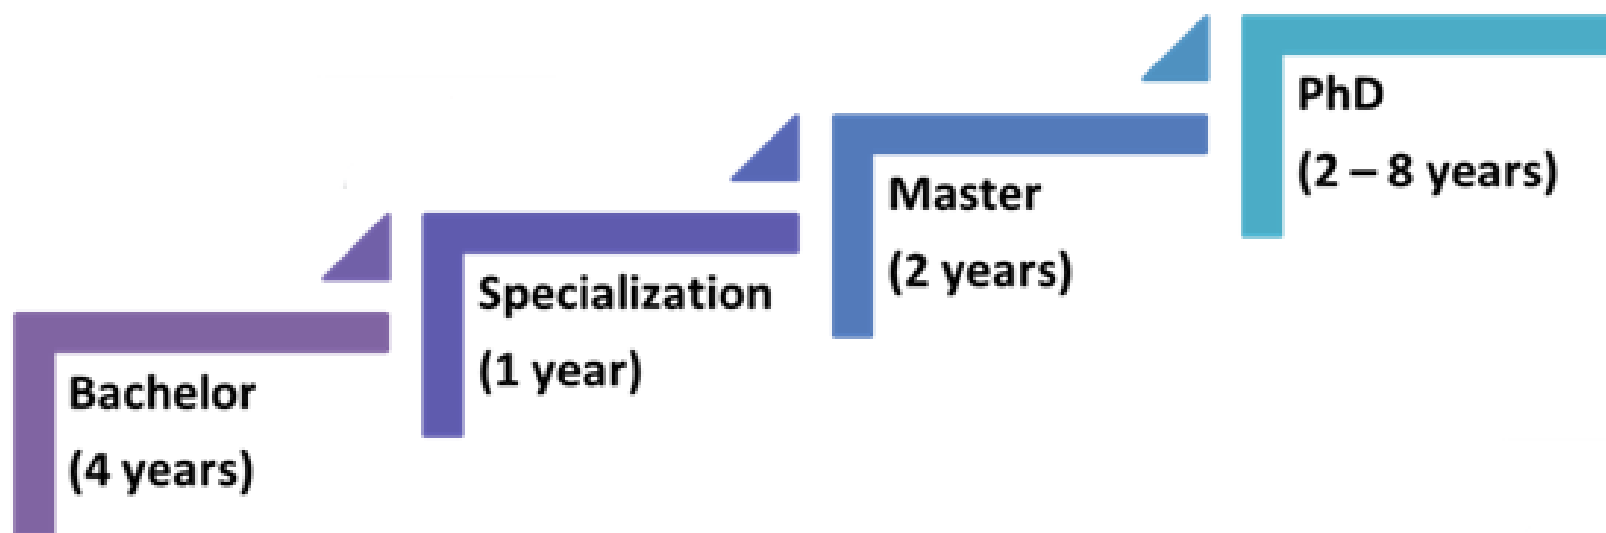 Bachelor
(4 years)
Specialization
(1 year)
Master
(2 years)
PhD
(2 – 8 years)